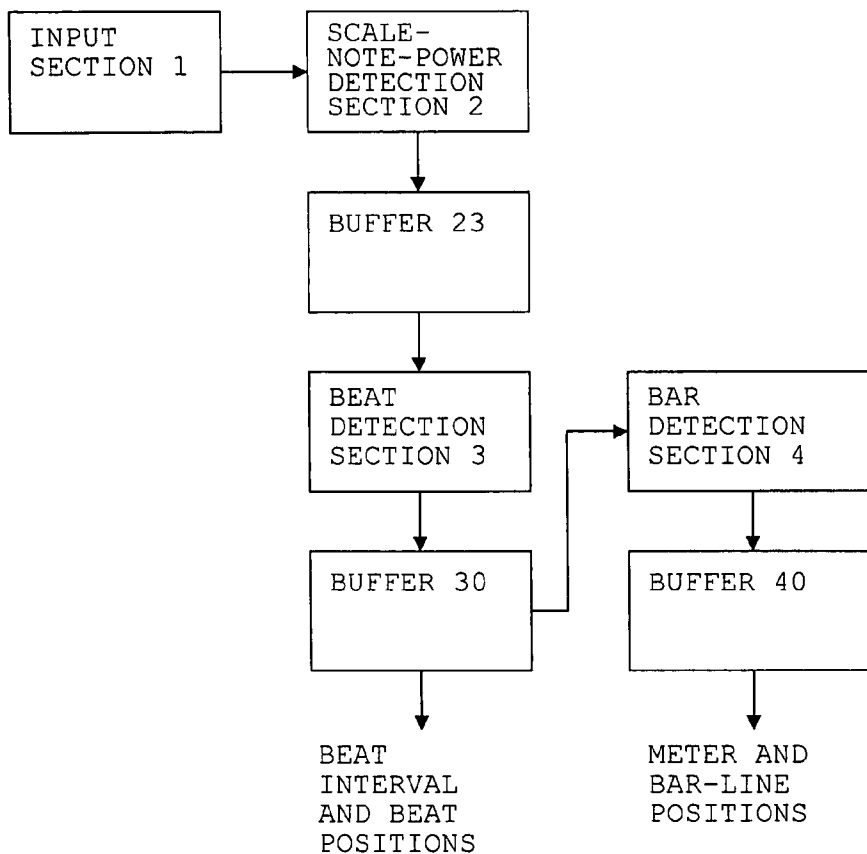 INPUT
SECTION 1
SCALE-
NOTE-POWER
DETECTION
SECTION 2
BUFFER 23
BEAT
DETECTION
SECTION 3
BAR
DETECTION
SECTION 4
BUFFER 30
BUFFER 40
BEAT
INTERVAL
AND BEAT
POSITIONS
METER AND
BAR-LINE
POSITIONS